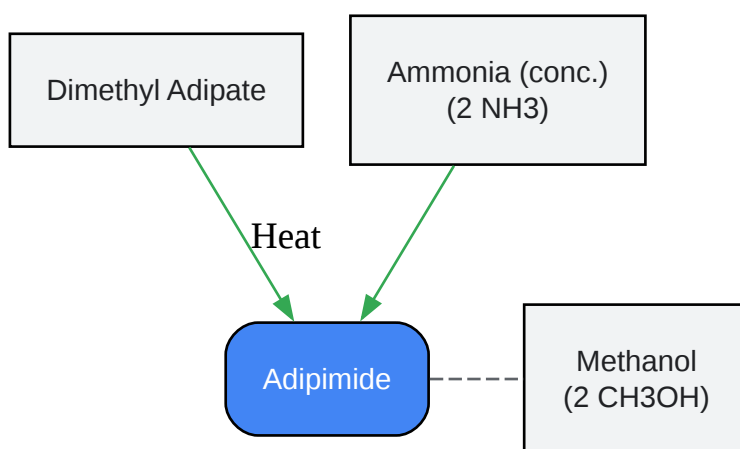 Dimethyl Adipate
Ammonia (conc.)
(2 NH3)
Heat
Adipimide
Methanol
(2 CH3OH)